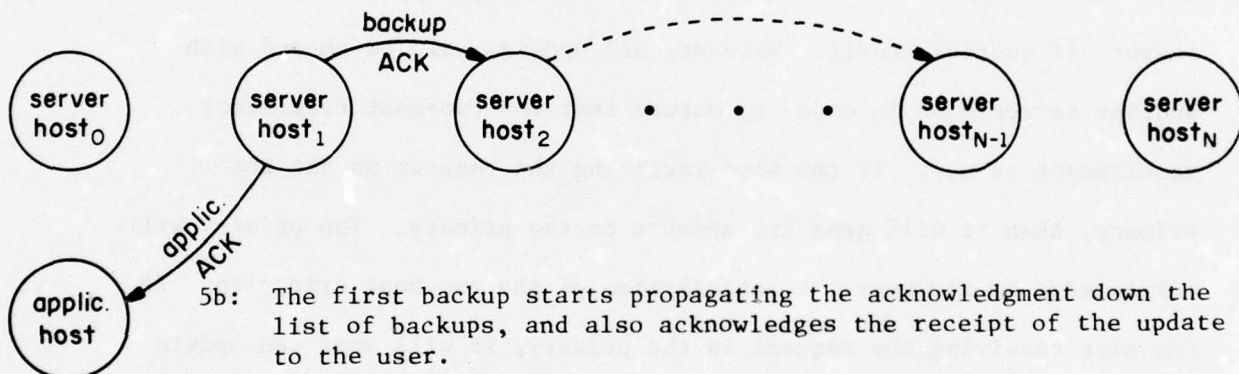 backup
ACK
server
host0
server
host1
server
host2
server
hostN-1
server
hostN
applic.
ACK
applic.
host
5b: The first backup starts propagating the acknowledgment down the
list of backups, and also acknowledges the receipt of the update
to the user.